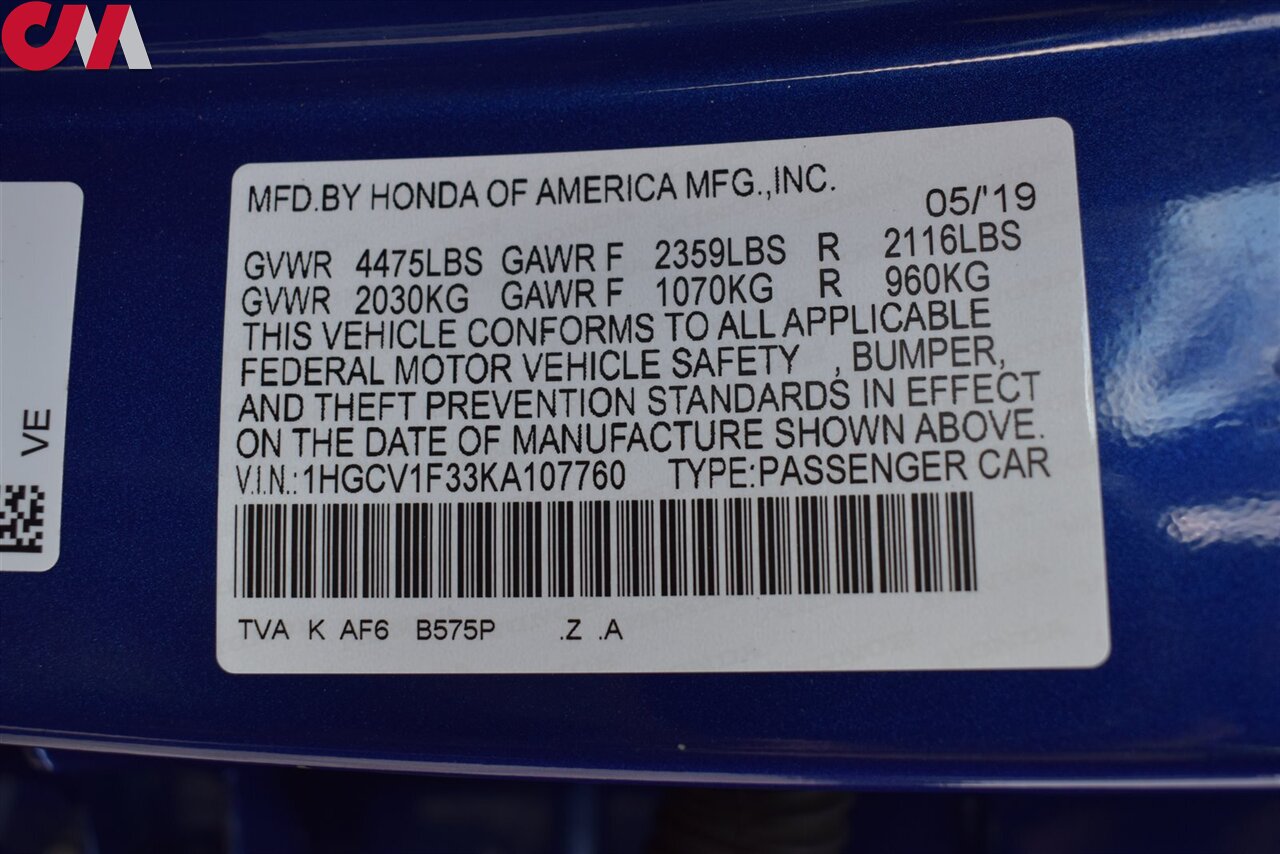 CMA
MFD.BY HONDA OF AMERICA MFG.,INC.
05/'19
GVWR 4475LBS GAWR F 2359LBS R 2116LBS
GVWR 2030KG GAWR F 1070KG R 960KG
THIS VEHICLE CONFORMS TO ALL APPLICABLE
FEDERAL MOTOR VEHICLE SAFETY , BUMPER,
AND THEFT PREVENTION STANDARDS IN EFFECT
ON THE DATE OF MANUFACTURE SHOWN ABOVE.
V.I.N.:1HGCV1F33KA107760 TYPE:PASSENGER CAR
TVA K AF6 B575P .Z .A
VE